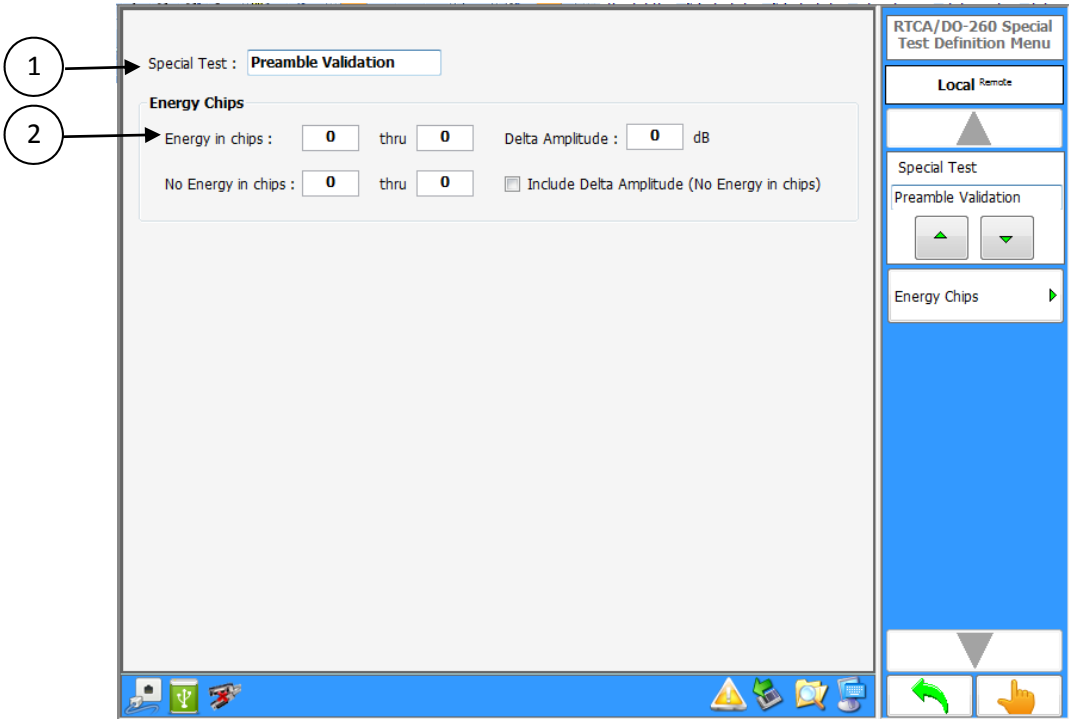 1
Special Test : Preamble Validation
Energy Chips
2
Energy in chips : 0 thru 0 Delta Amplitude : 0 dB
No Energy in chips : 0 thru 0 Include Delta Amplitude (No Energy in chips)
RTCA/DO-260 Special
Test Definition Menu
Local Remote
Special Test
Preamble Validation
Energy Chips